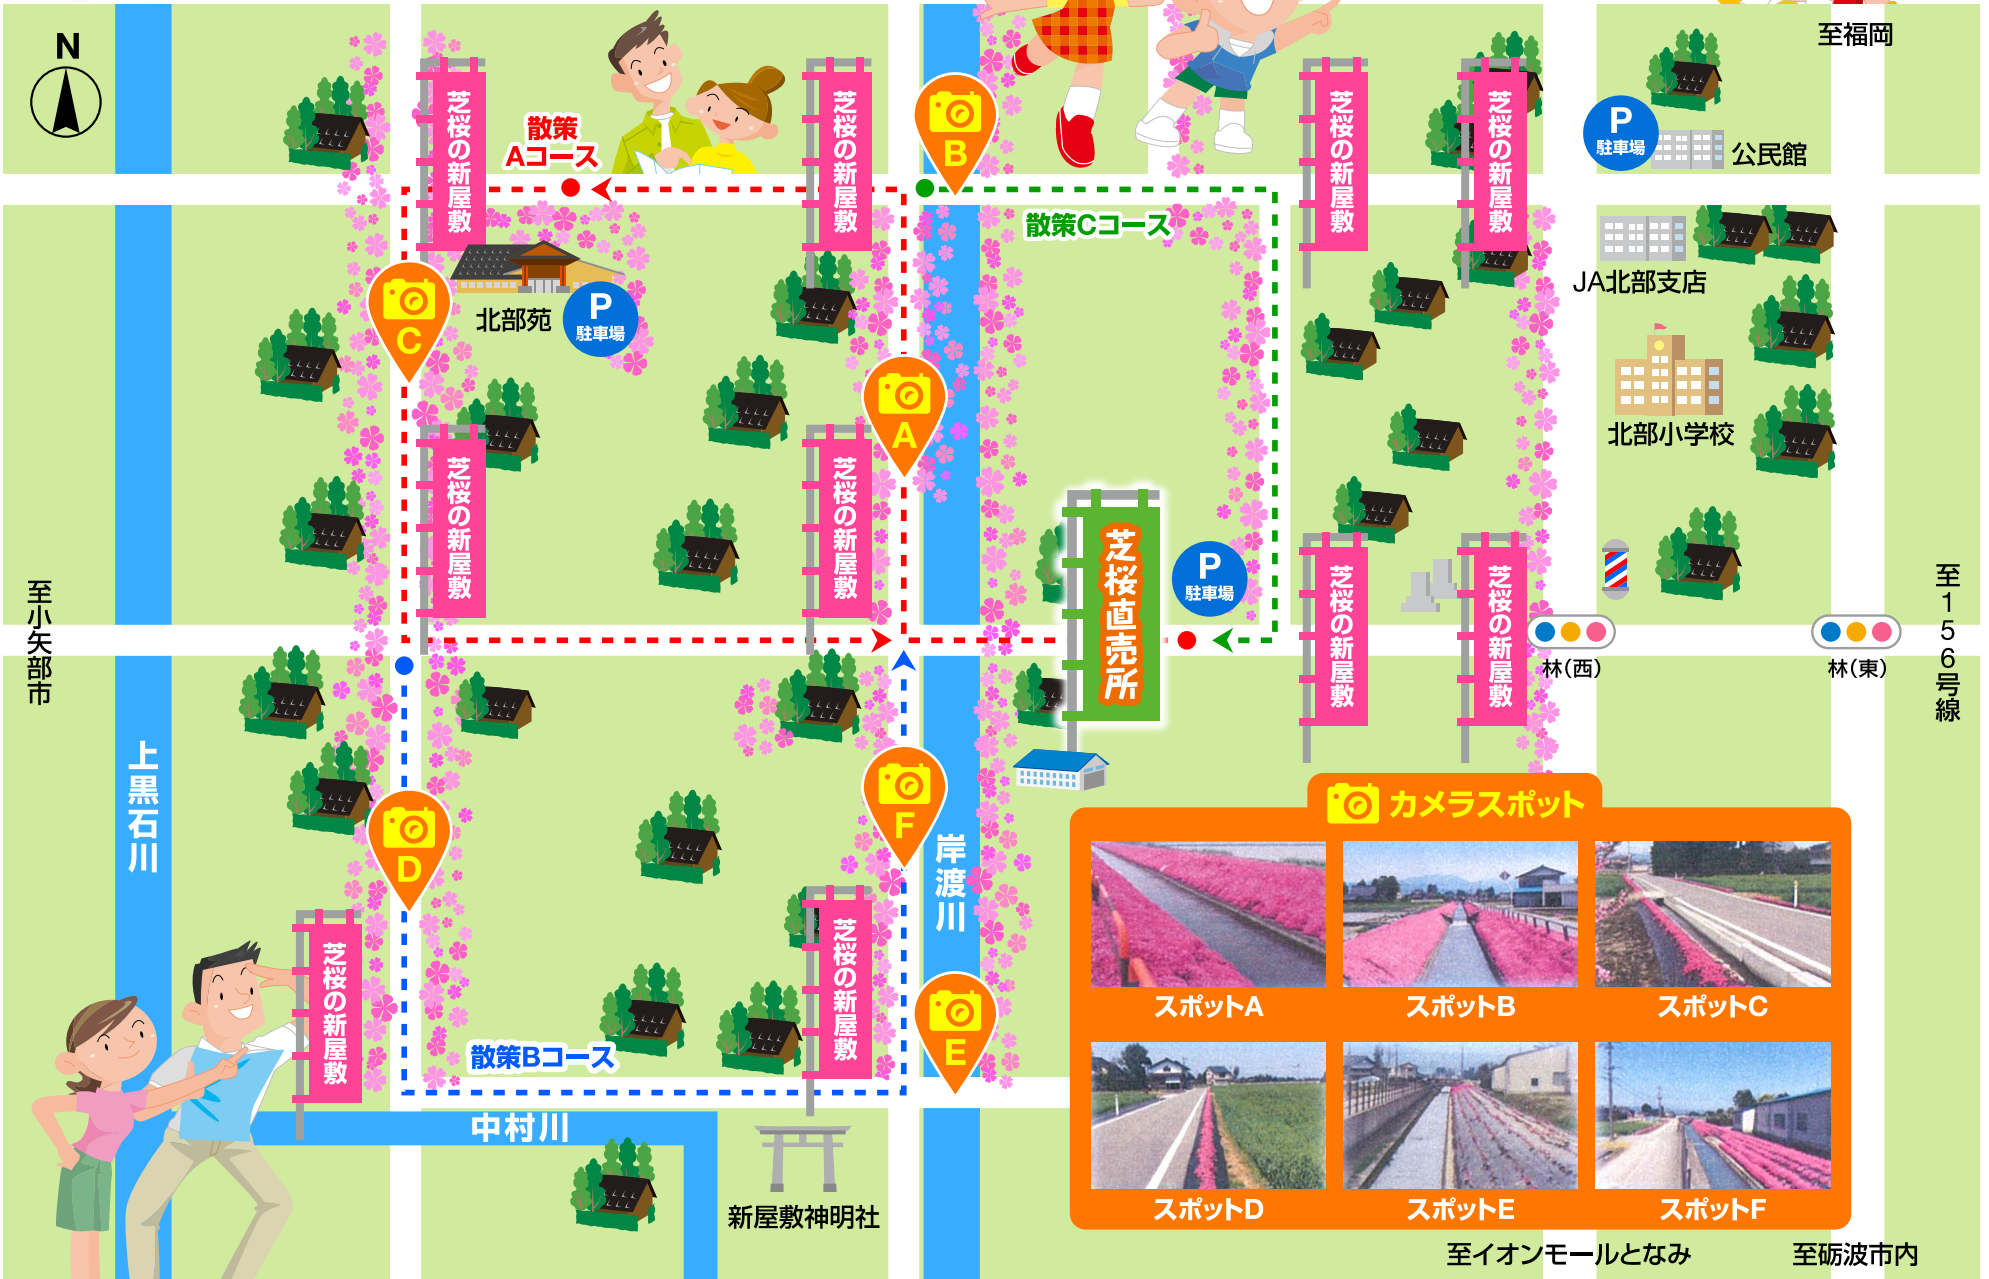 N
至福岡
芝桜の新屋敷
散策
Aコース
芝桜の新屋敷
B
芝桜の新屋敷
芝桜の新屋敷
P
駐車場
公民館
散策Cコース
JA北部支店
C
北部苑
P
駐車場
A
北部小学校
芝桜の新屋敷
芝桜の新屋敷
芝桜直売所
P
駐車場
芝桜の新屋敷
芝桜の新屋敷
至小矢部市
至156号線
林(西)
林(東)
上黒石川
D
F
岸渡川
カメラスポット
スポットA
スポットB
スポットC
スポットD
スポットE
スポットF
芝桜の新屋敷
芝桜の新屋敷
E
散策Bコース
中村川
新屋敷神明社
至イオンモールとなみ
至砺波市内